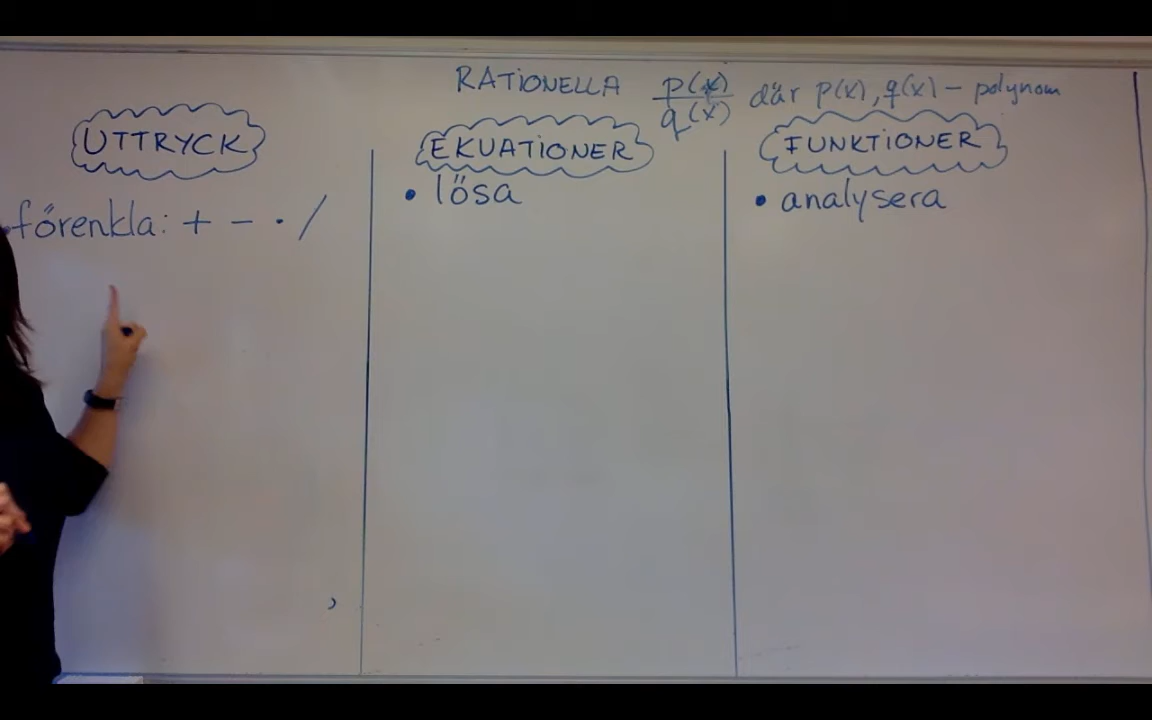 RATIONELLA p(x)/q(x) där p(x), q(x) – polynom
UTTRYCK
• förenkla: + – · /
EKUATIONER
• lösa
FUNKTIONER
• analysera